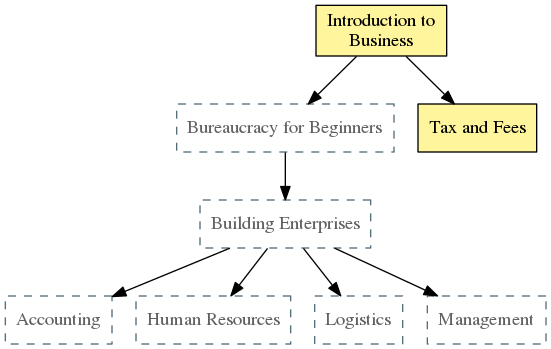 Introduction to
Business
Bureaucracy for Beginners
Tax and Fees
Building Enterprises
Accounting
Human Resources
Logistics
Management